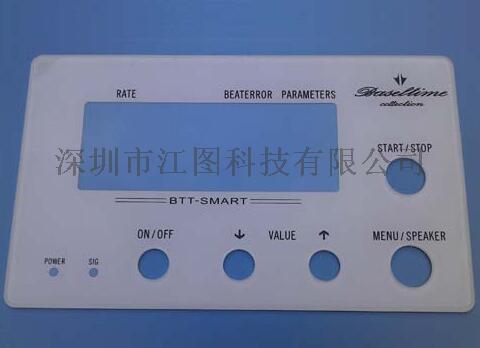 Baseltime
collection
RATE BEATERROR PARAMETERS
START/STOP
深圳市江图科技有限公司
BTT-SMART
ON/OFF VALUE MENU/SPEAKER
POWER SIG